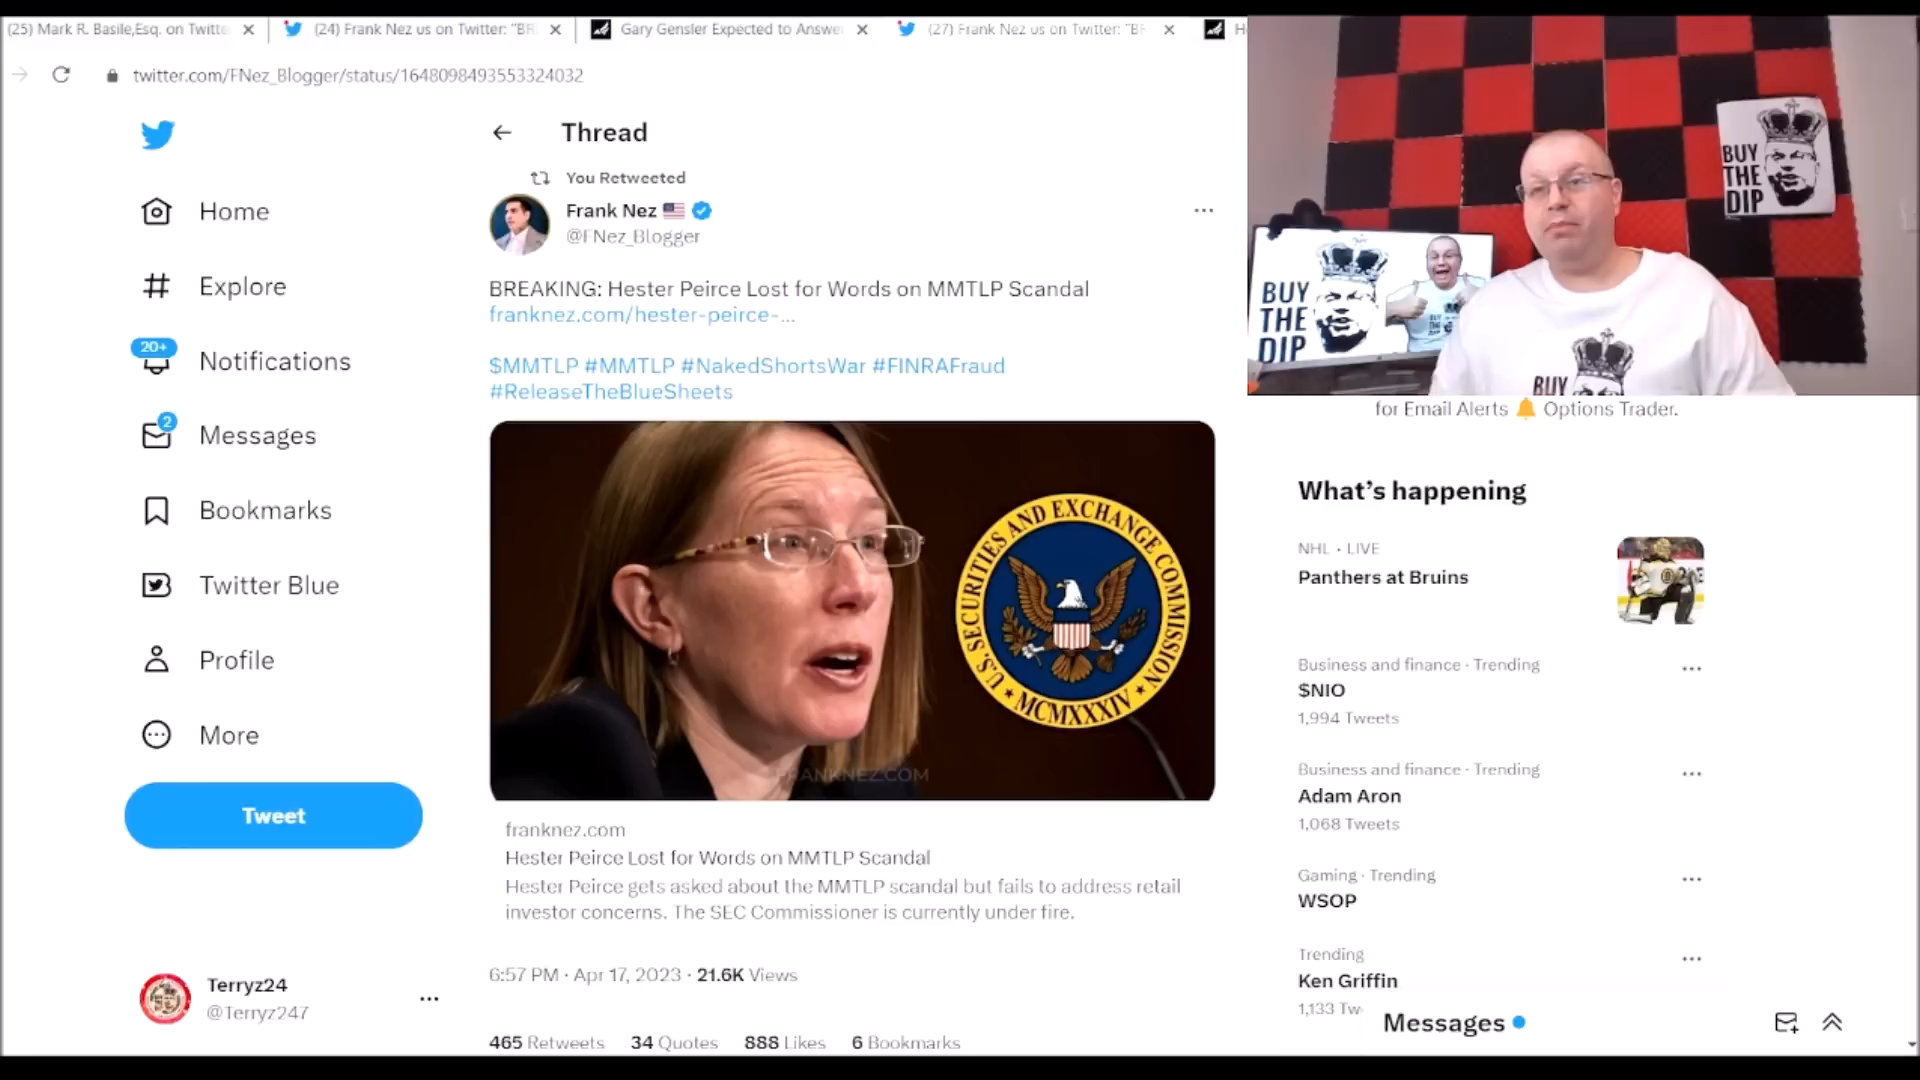 (25) Mark R. Basile,Esq. on Twitte
(24) Frank Nez us on Twitter: "BR
Gary Gensler Expected to Answe
(27) Frank Nez us on Twitter: "BR
H
twitter.com/FNez_Blogger/status/1648098493553324032
Home
Explore
20+
Notifications
2
Messages
Bookmarks
Twitter Blue
Profile
More
Tweet
Terryz24
@Terryz247
Thread
You Retweeted
Frank Nez
@FNez_Blogger
BREAKING: Hester Peirce Lost for Words on MMTLP Scandal
franknez.com/hester-peirce-...
$MMTLP #MMTLP #NakedShortsWar #FINRAFraud
#ReleaseTheBlueSheets
U.S. SECURITIES AND EXCHANGE COMMISSION
MCMXXXIV
FRANKNEZ.COM
franknez.com
Hester Peirce Lost for Words on MMTLP Scandal
Hester Peirce gets asked about the MMTLP scandal but fails to address retail
investor concerns. The SEC Commissioner is currently under fire.
6:57 PM · Apr 17, 2023 · 21.6K Views
465 Retweets 34 Quotes 888 Likes 6 Bookmarks
BUY
THE
DIP
BUY
THE
DIP
BUY
for Email Alerts 🔔 Options Trader.
What's happening
NHL · LIVE
Panthers at Bruins
Business and finance · Trending
$NIO
1,994 Tweets
Business and finance · Trending
Adam Aron
1,068 Tweets
Gaming · Trending
WSOP
Trending
Ken Griffin
1,133 Tw
Messages